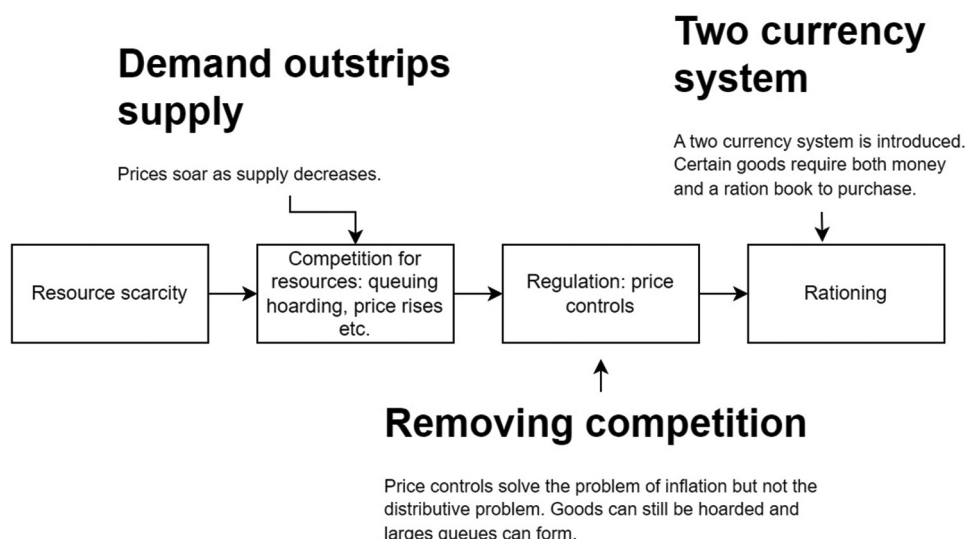 Demand outstrips
supply
Prices soar as supply decreases.
Two currency
system
A two currency system is introduced.
Certain goods require both money
and a ration book to purchase.
Resource scarcity
Competition for
resources: queuing
hoarding, price rises
etc.
Regulation: price
controls
Rationing
Removing competition
Price controls solve the problem of inflation but not the
distributive problem. Goods can still be hoarded and
larges queues can form.